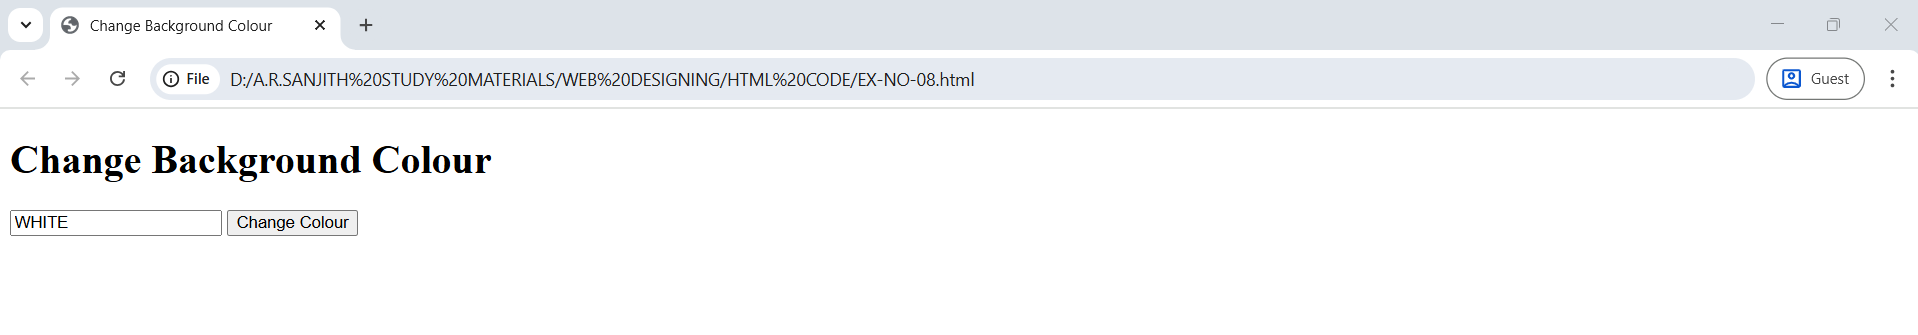 Change Background Colour
File D:/A.R.SANJITH%20STUDY%20MATERIALS/WEB%20DESIGNING/HTML%20CODE/EX-NO-08.html Guest
Change Background Colour
WHITE Change Colour